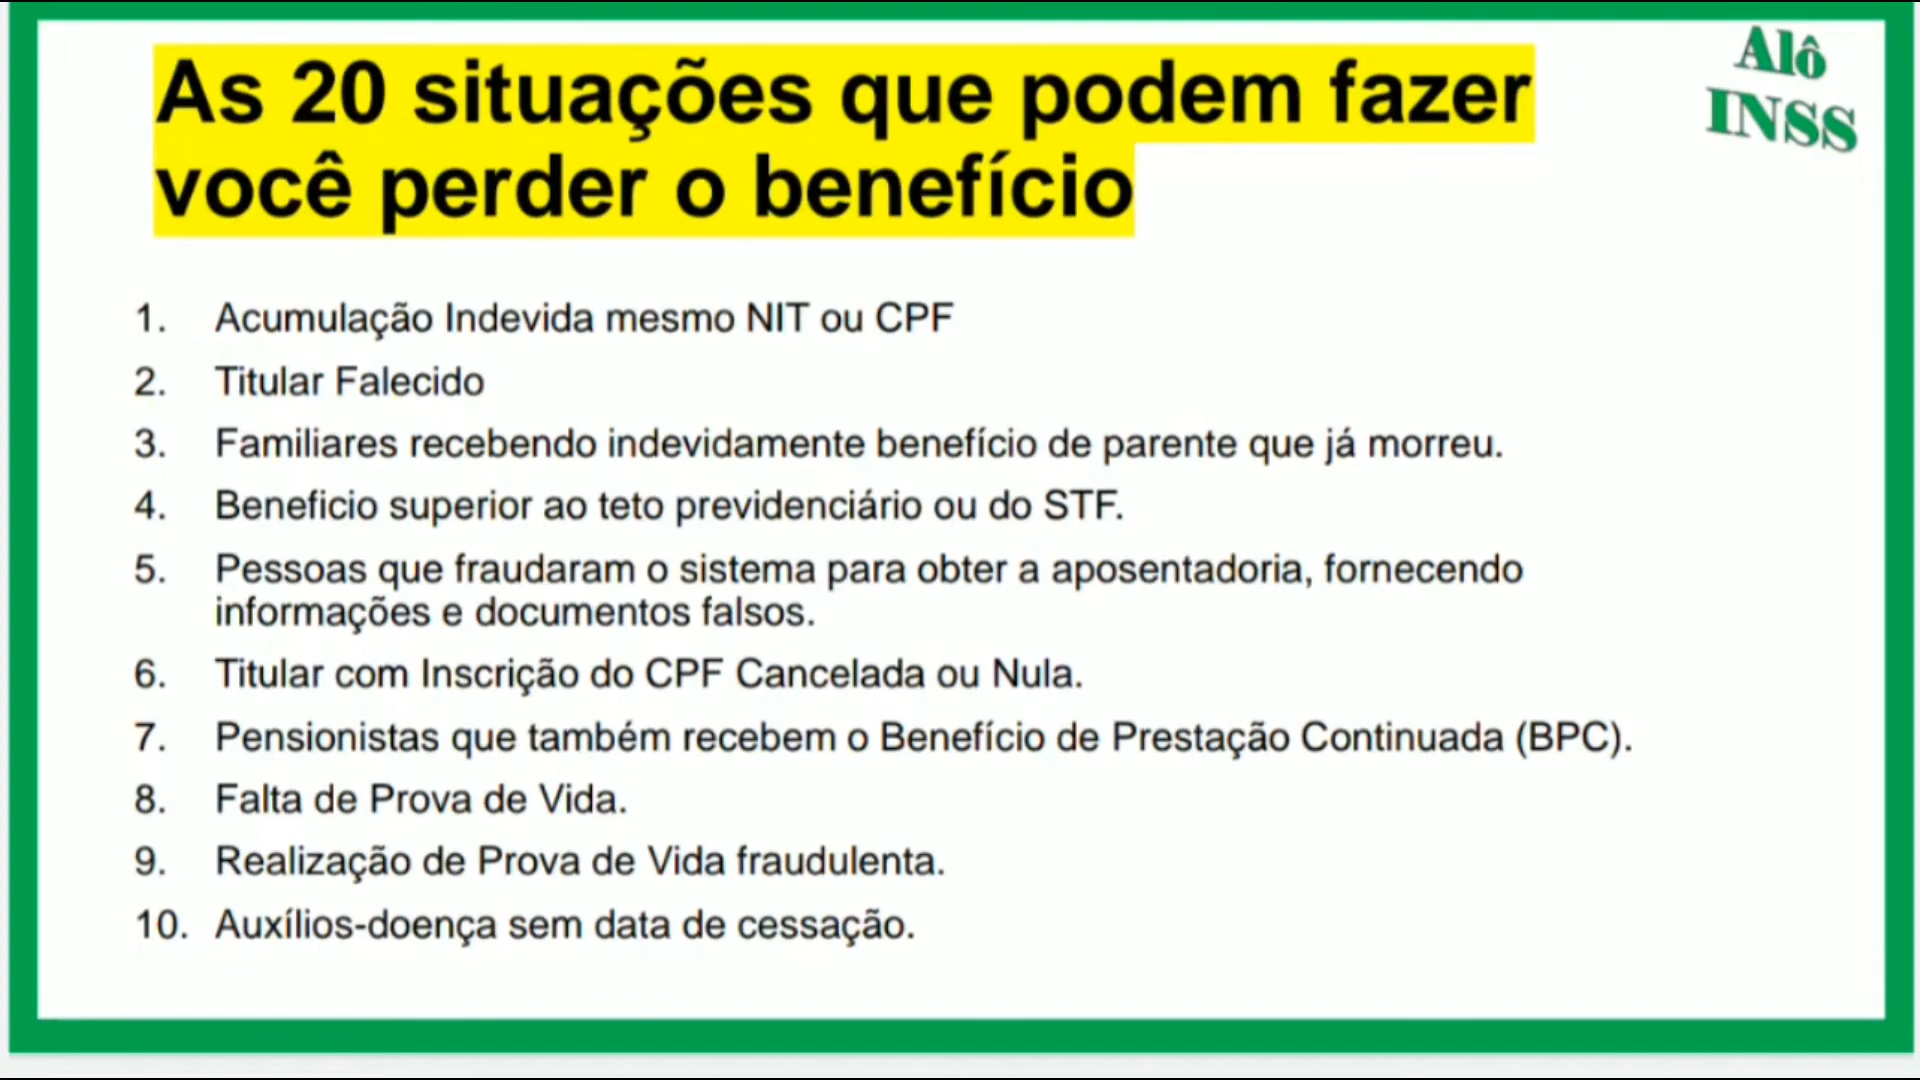 As 20 situações que podem fazer
você perder o benefício
Alô
INSS
1. Acumulação Indevida mesmo NIT ou CPF
2. Titular Falecido
3. Familiares recebendo indevidamente benefício de parente que já morreu.
4. Beneficio superior ao teto previdenciário ou do STF.
5. Pessoas que fraudaram o sistema para obter a aposentadoria, fornecendo
informações e documentos falsos.
6. Titular com Inscrição do CPF Cancelada ou Nula.
7. Pensionistas que também recebem o Benefício de Prestação Continuada (BPC).
8. Falta de Prova de Vida.
9. Realização de Prova de Vida fraudulenta.
10. Auxílios-doença sem data de cessação.